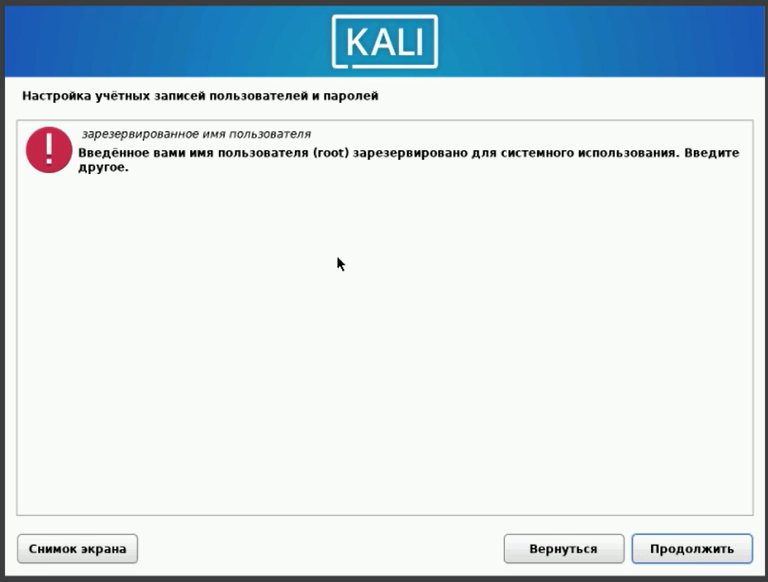 KALI
Настройка учётных записей пользователей и паролей
зарезервированное имя пользователя
Введённое вами имя пользователя (root) зарезервировано для системного использования. Введите
другое.
Снимок экрана
Вернуться
Продолжить